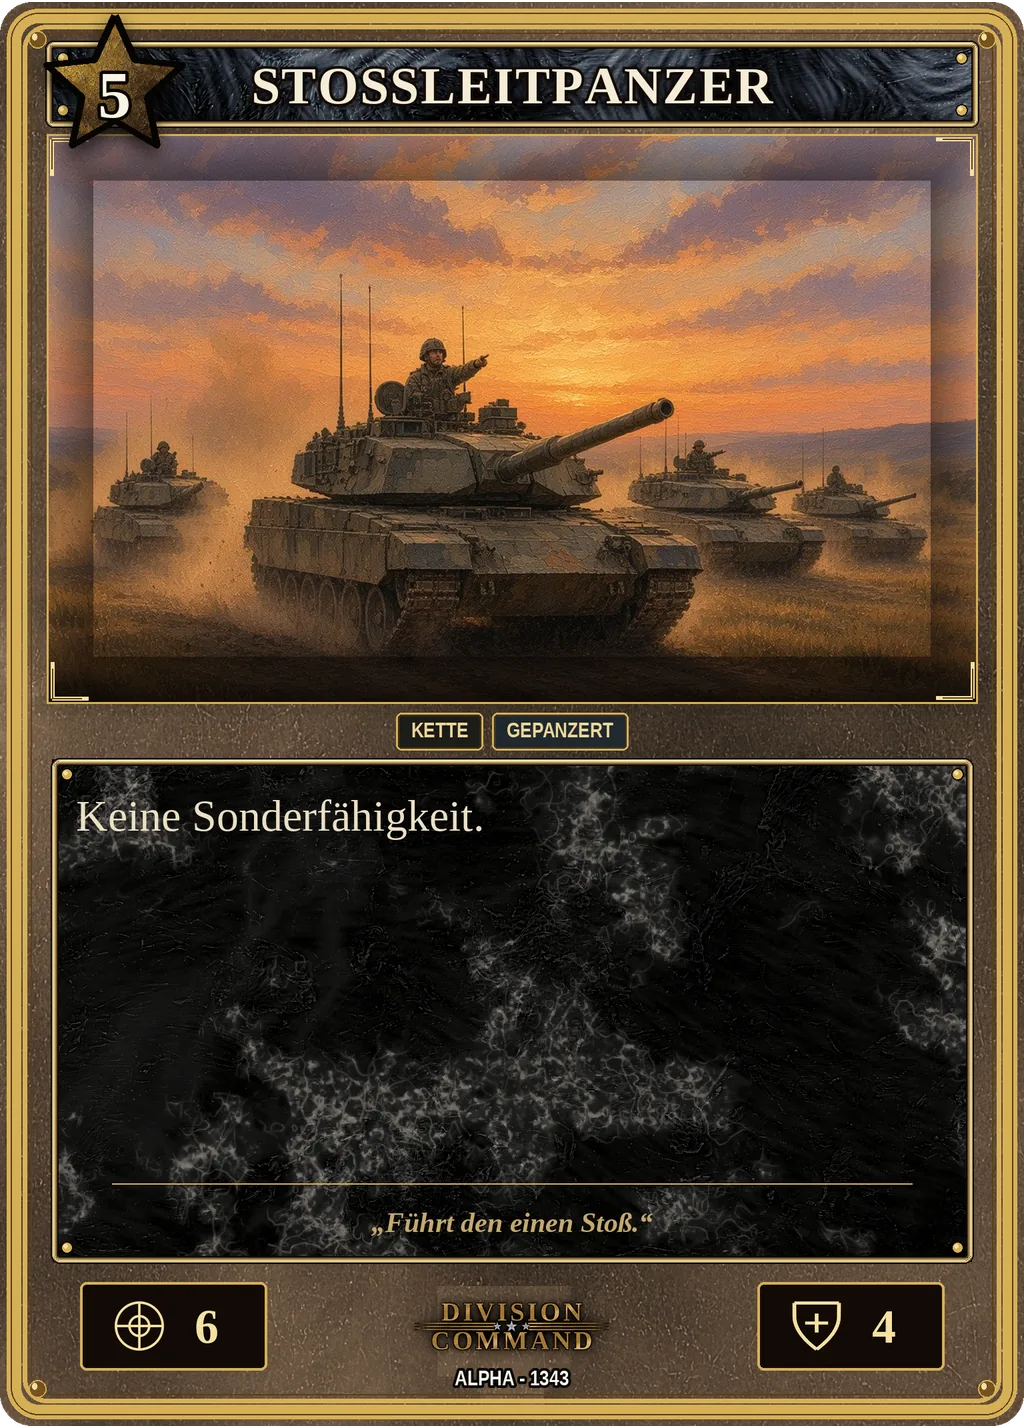 5
STOSSLEITPANZER
KETTE GEPANZERT
Keine Sonderfähigkeit.
„Führt den einen Stoß.“
6
DIVISION
COMMAND
4
ALPHA - 1343